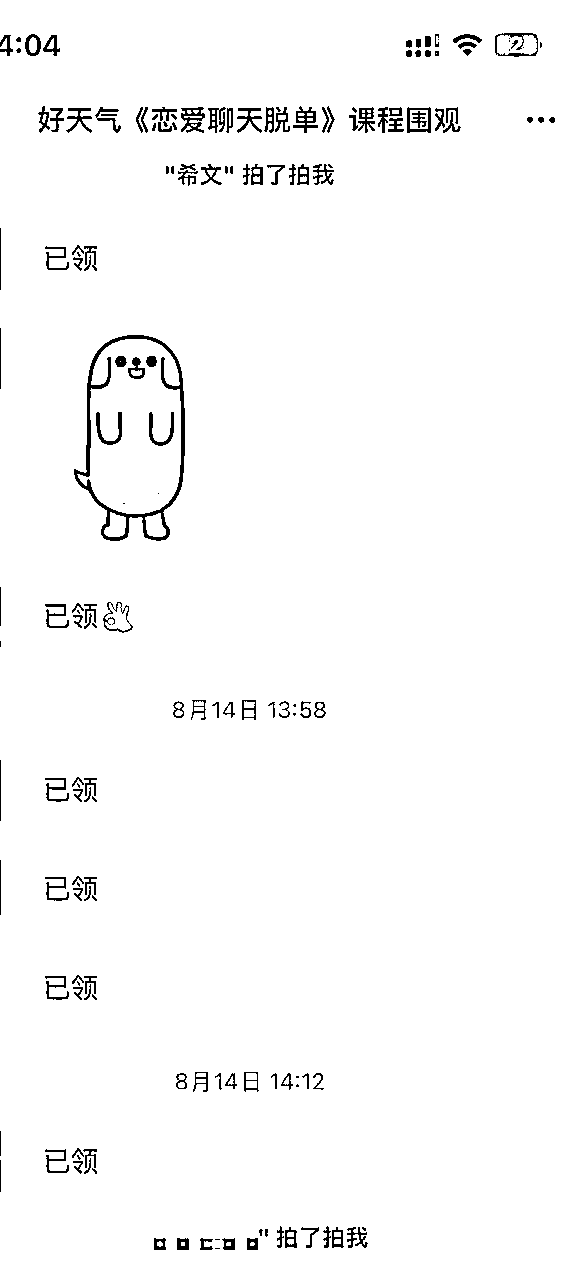 4:04
好天气《恋爱聊天脱单》课程围观
"希文" 拍了拍我
已领
已领
8月14日 13:58
已领
已领
已领
8月14日 14:12
已领
" 拍了拍我